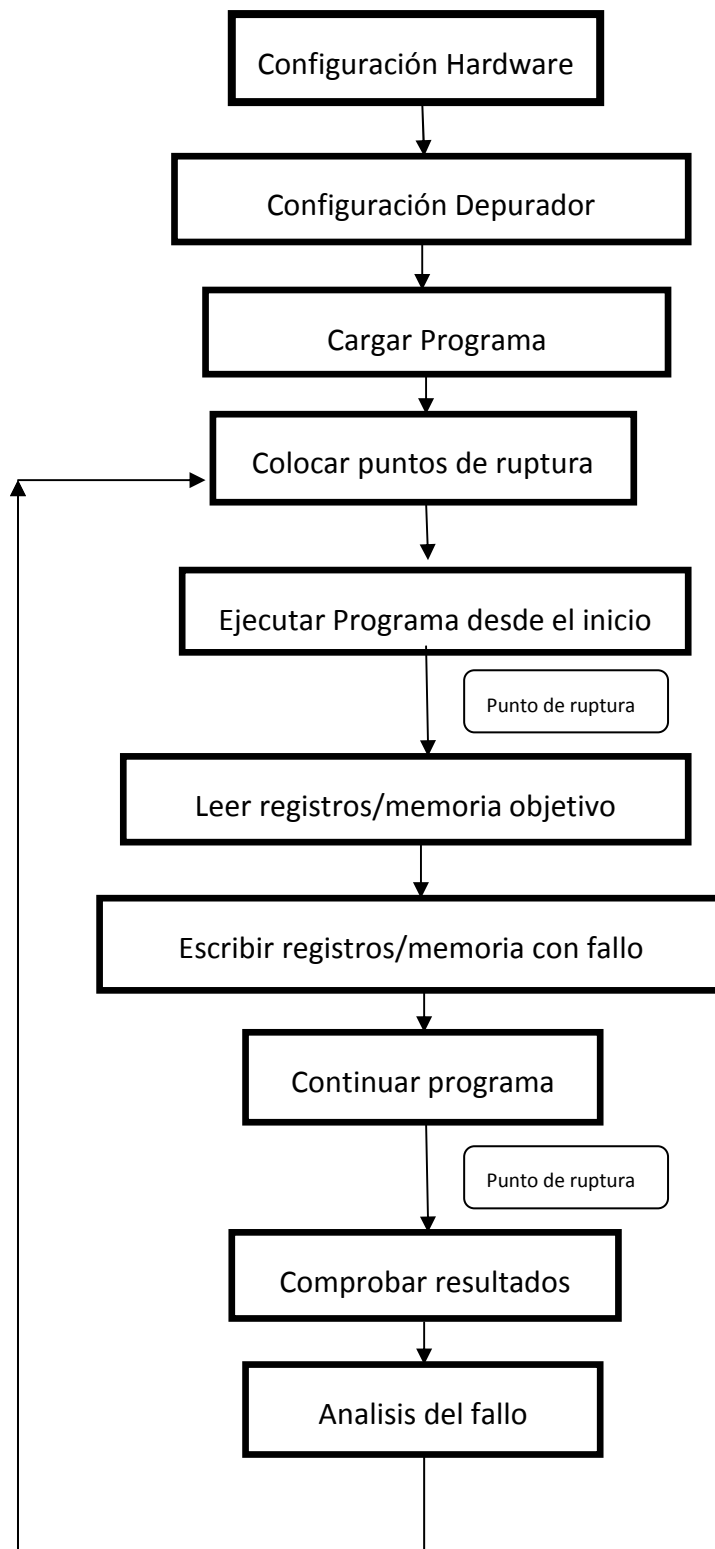 Configuración Hardware
Configuración Depurador
Cargar Programa
Colocar puntos de ruptura
Ejecutar Programa desde el inicio
Punto de ruptura
Leer registros/memoria objetivo
Escribir registros/memoria con fallo
Continuar programa
Punto de ruptura
Comprobar resultados
Analisis del fallo